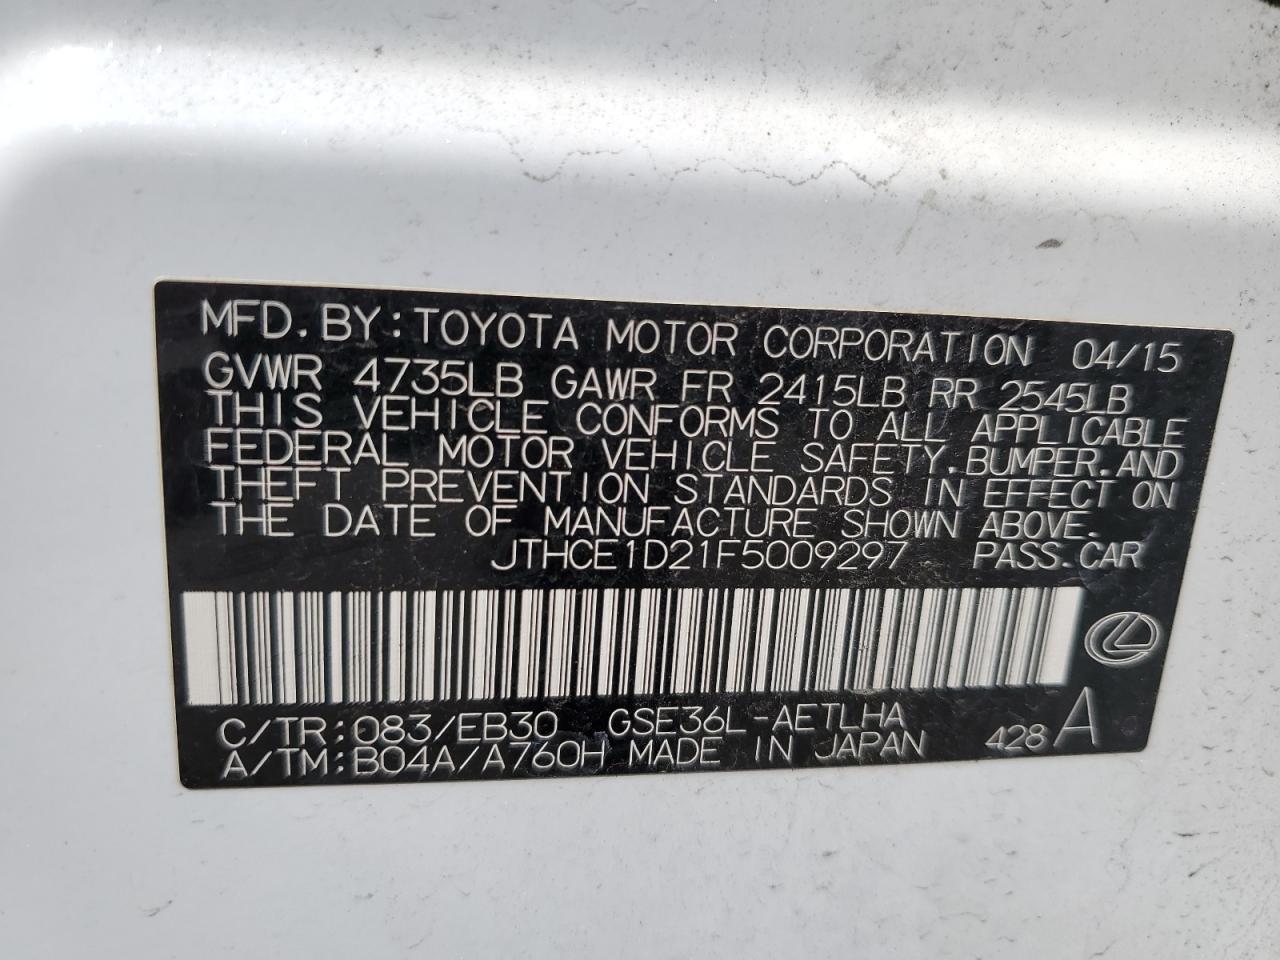 MFD. BY: TOYOTA MOTOR CORPORATION 04/15
GVWR 4735LB GAWR FR 2415LB RR 2545LB
THIS VEHICLE CONFORMS TO ALL APPLICABLE
FEDERAL MOTOR VEHICLE SAFETY, BUMPER, AND
THEFT PREVENTION STANDARDS IN EFFECT ON
THE DATE OF MANUFACTURE SHOWN ABOVE.
JTHCE1D21F5009297 PASS. CAR
C/TR: 083/EB30 GSE36L-AETLHA
A/TM: B04A/A760H MADE IN JAPAN 428 A